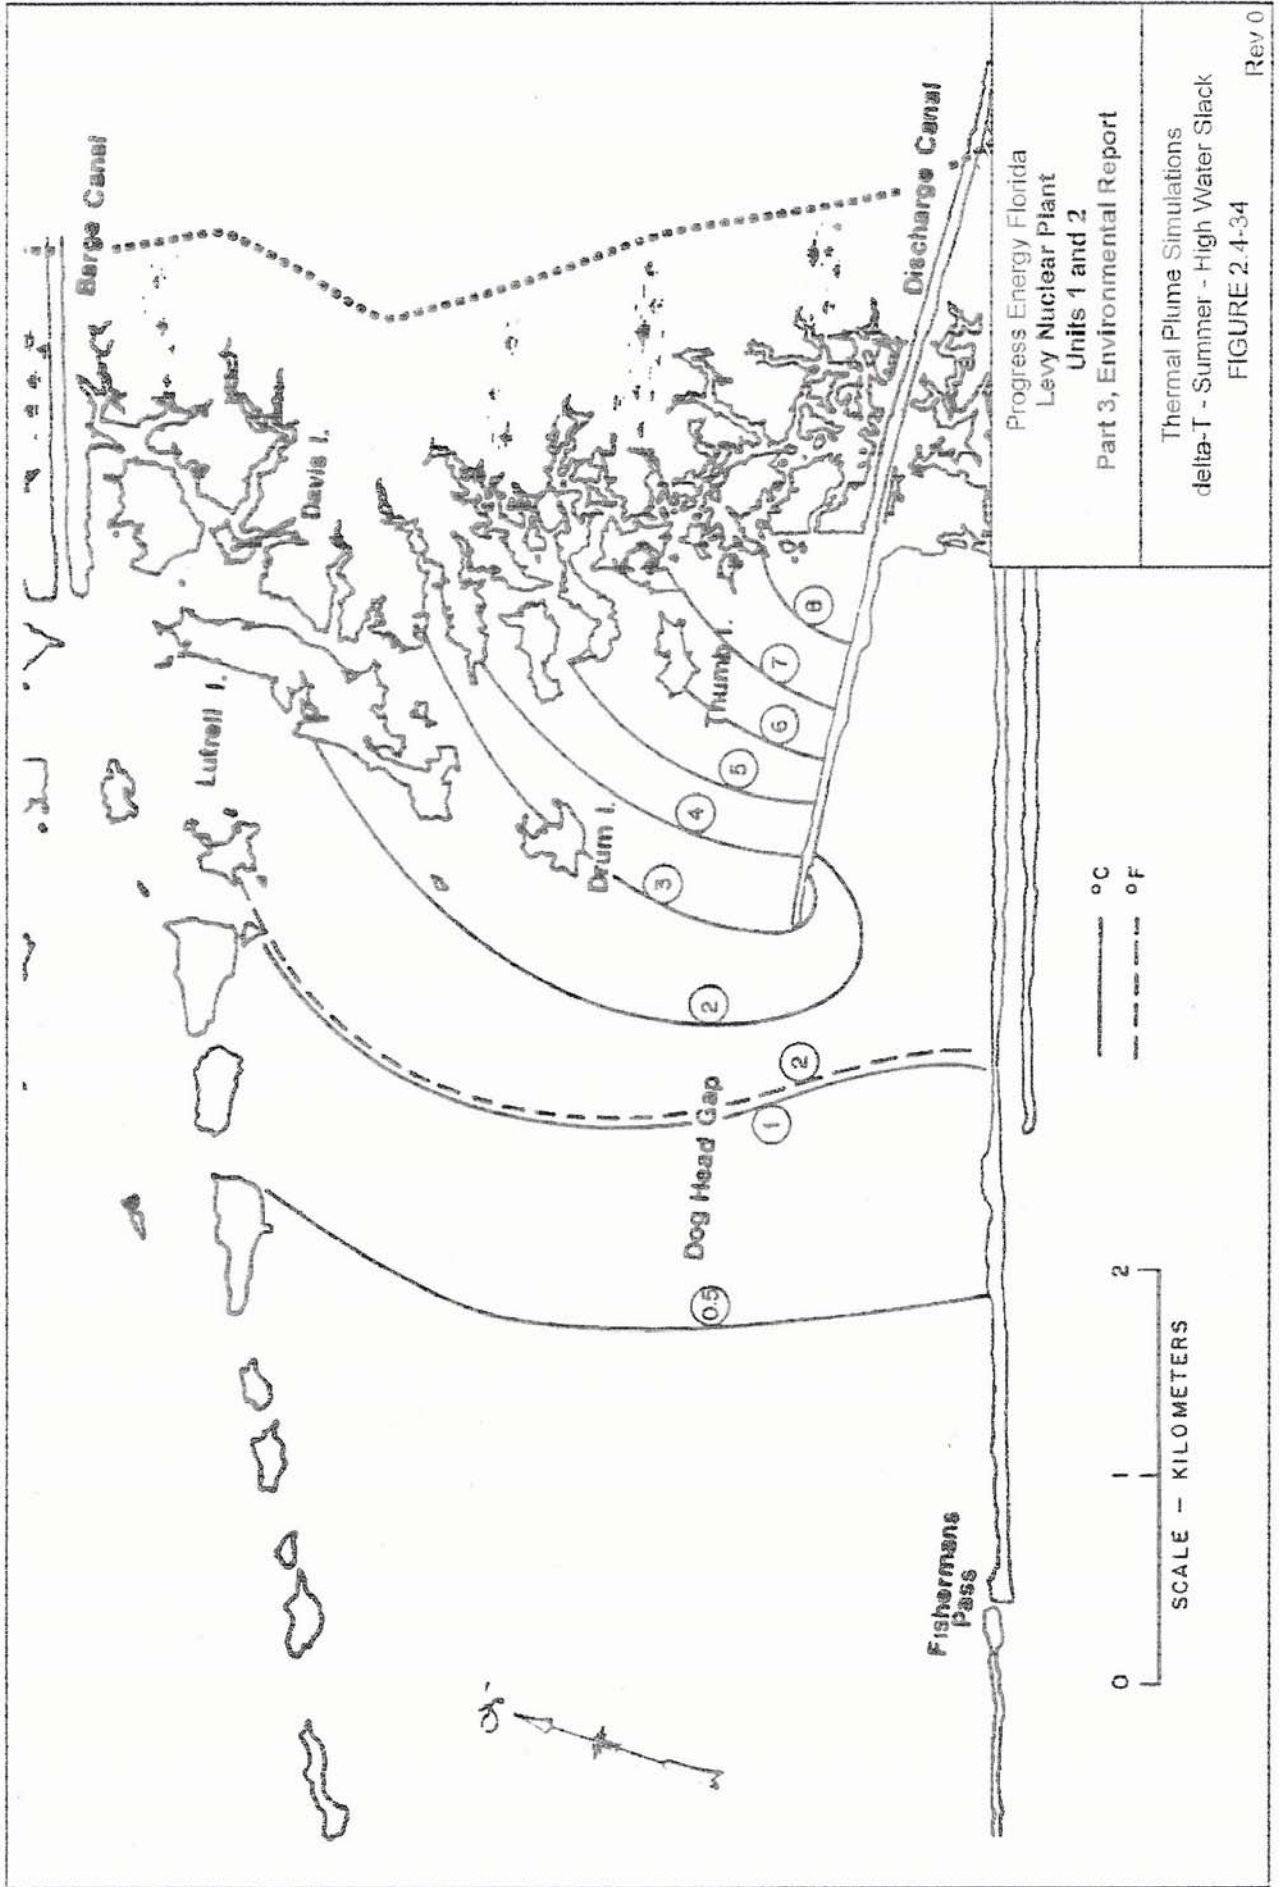 Barge Canal
Davis I.
Lutrell I.
Drum I.
Thumb I.
Discharge Canal
Dog Head Gap
Fishermans
Pass
0.5
1
2
2
3
4
5
6
7
8
°C
°F
0 1 2
SCALE – KILOMETERS
Progress Energy Florida
Levy Nuclear Plant
Units 1 and 2
Part 3, Environmental Report
Thermal Plume Simulations
delta-T - Summer - High Water Slack
FIGURE 2.4-34
Rev 0